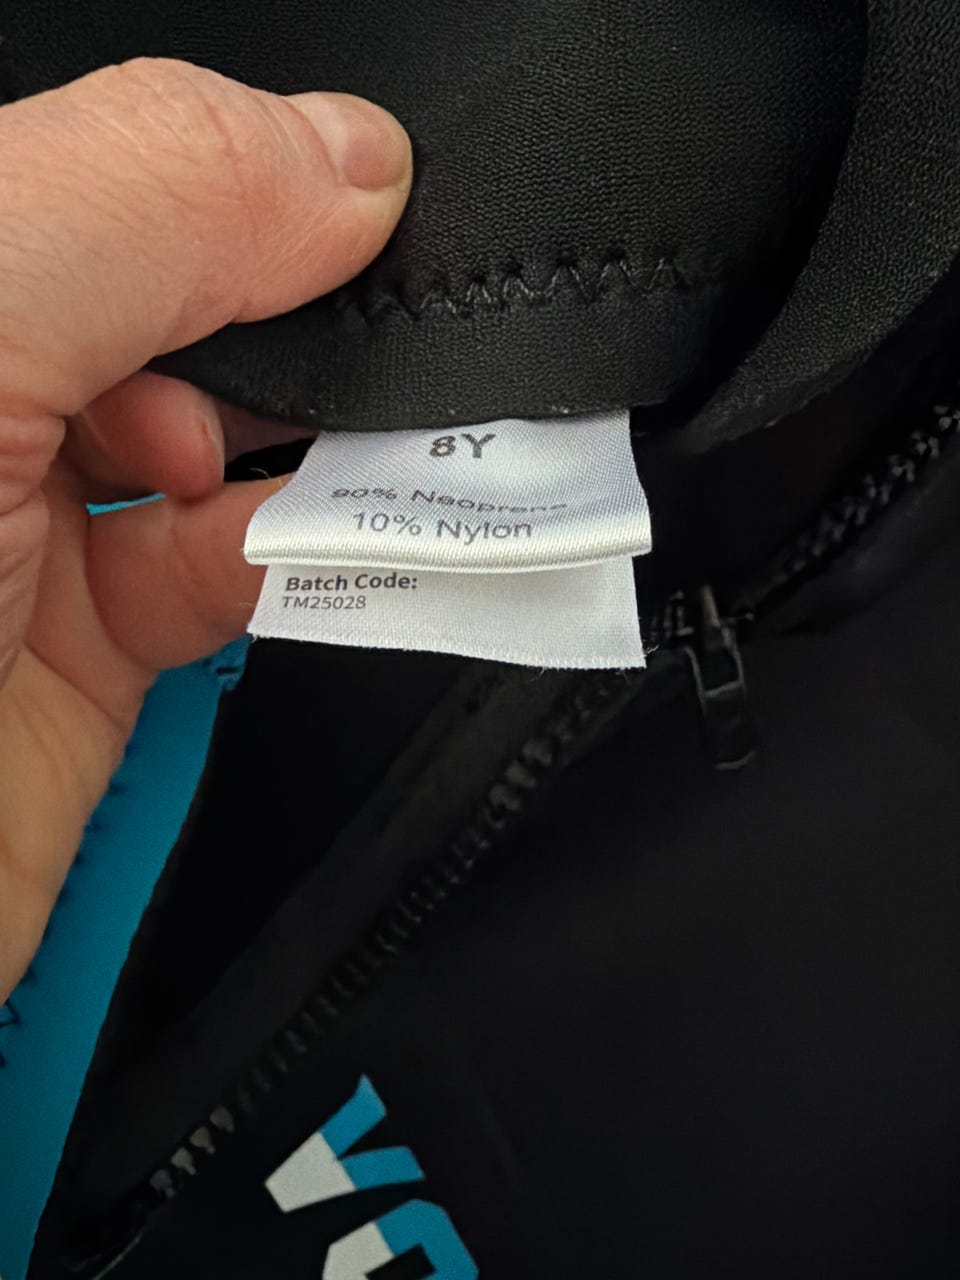 8Y
90% Neoprene
10% Nylon
Batch Code:
TM25028